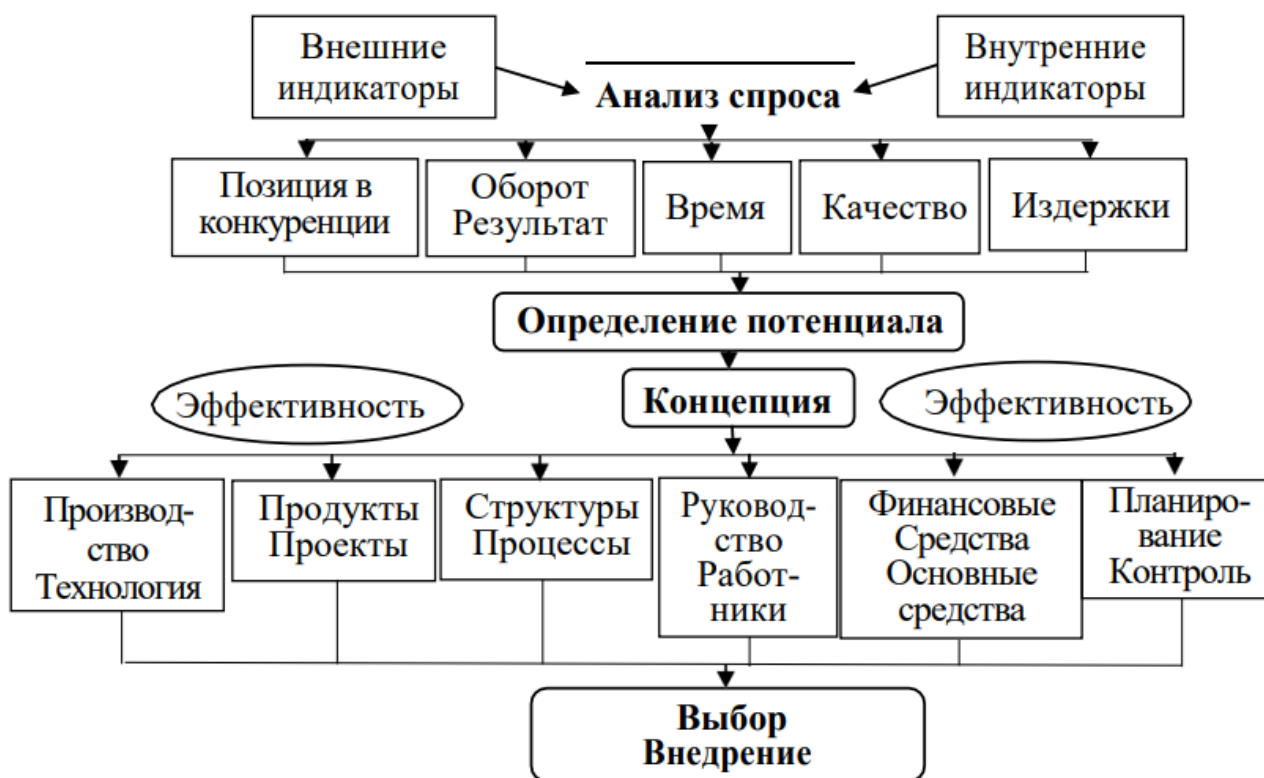 Внешние
индикаторы
Внутренние
индикаторы
Анализ спроса
Позиция в
конкуренции
Оборот
Результат
Время
Качество
Издержки
Определение потенциала
Эффективность
Концепция
Эффективность
Производ-
ство
Технология
Продукты
Проекты
Структуры
Процессы
Руковод-
ство
Работ-
ники
Финансовые
Средства
Основные
средства
Планиро-
вание
Контроль
Выбор
Внедрение